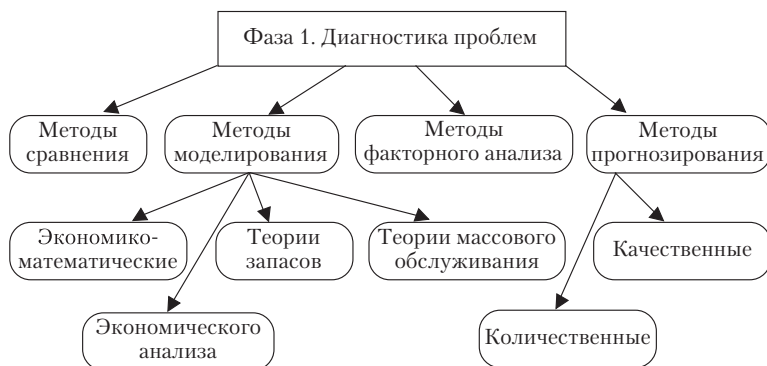 Фаза 1. Диагностика проблем
Методы
сравнения
Методы
моделирования
Методы
факторного анализа
Методы
прогнозирования
Экономико-
математические
Теории
запасов
Теории массового
обслуживания
Качественные
Экономического
анализа
Количественные